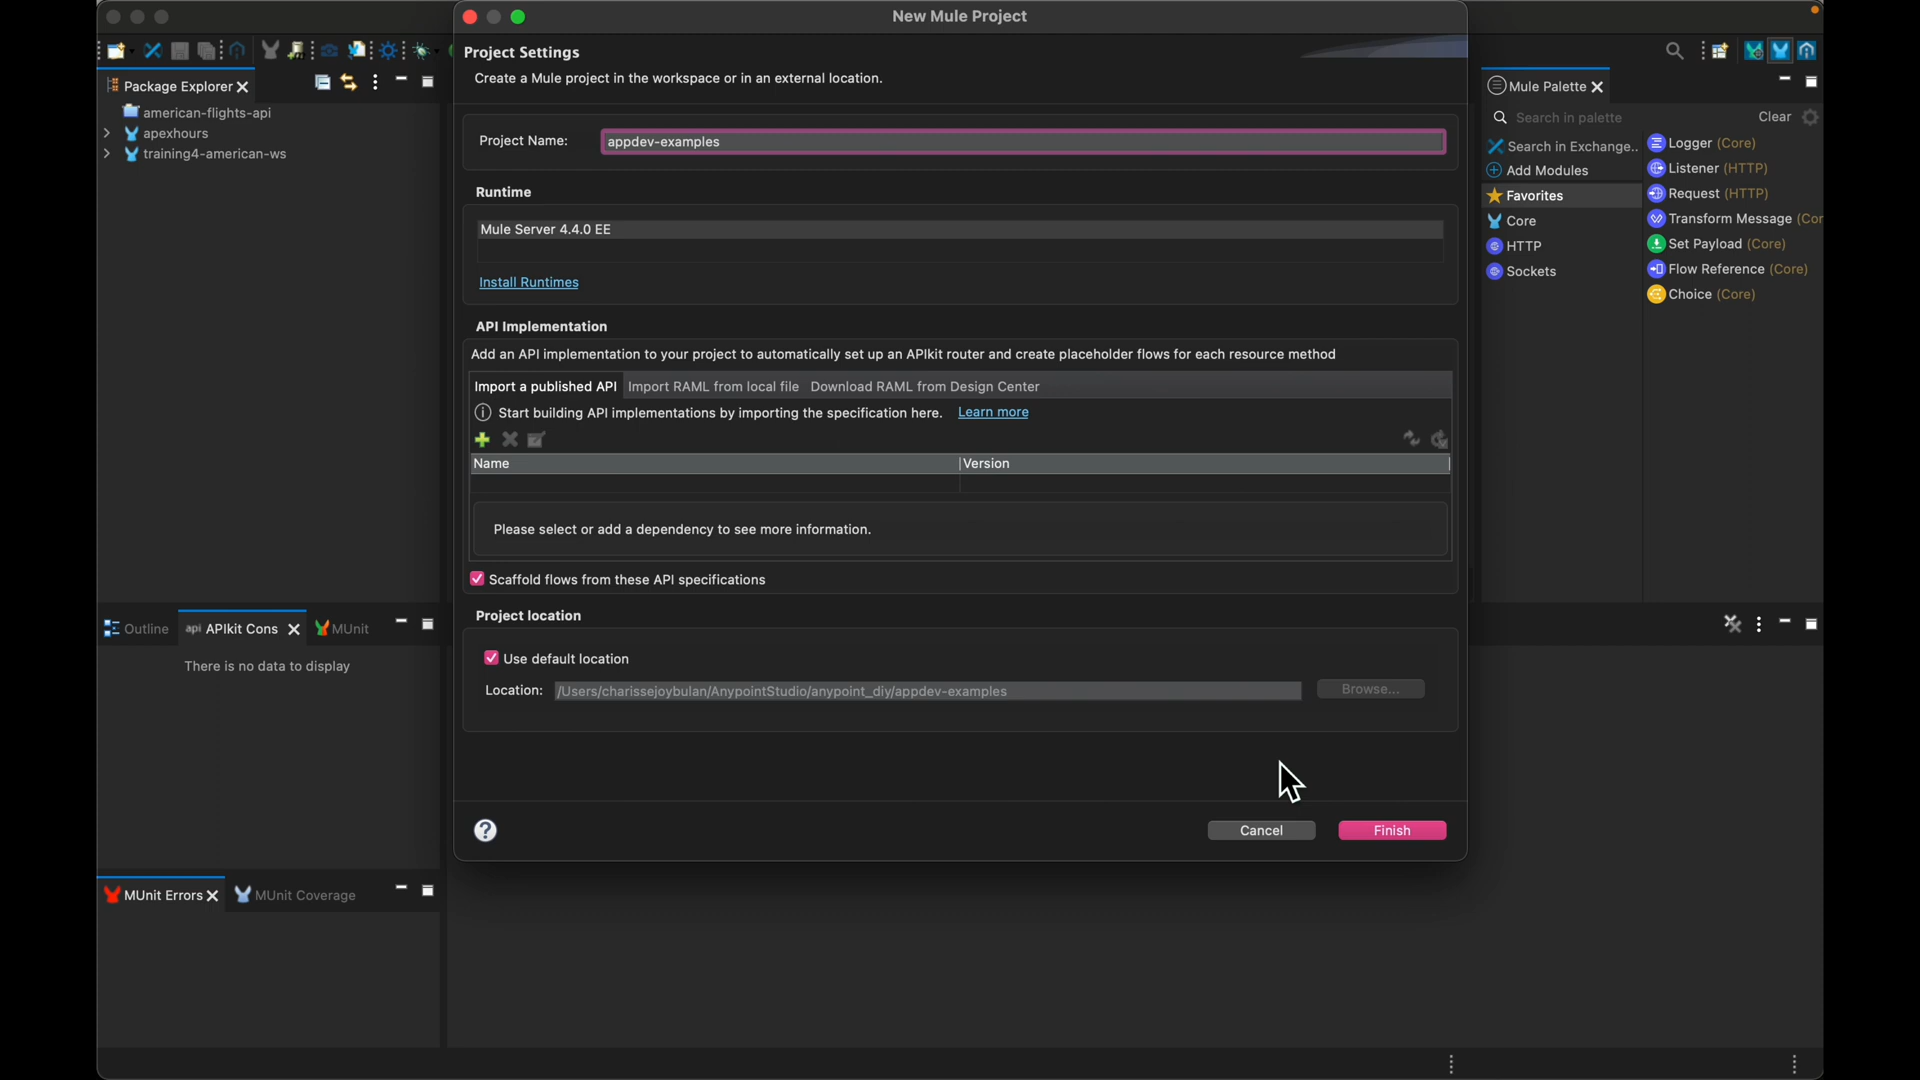 New Mule Project
Project Settings
Create a Mule project in the workspace or in an external location.
Package Explorer
american-flights-api
apexhours
training4-american-ws
Project Name:
appdev-examples
Runtime
Mule Server 4.4.0 EE
Install Runtimes
API Implementation
Add an API implementation to your project to automatically set up an APIkit router and create placeholder flows for each resource method
Import a published API
Import RAML from local file
Download RAML from Design Center
Start building API implementations by importing the specification here. Learn more
Name
Version
Please select or add a dependency to see more information.
Scaffold flows from these API specifications
Project location
Use default location
Location:
/Users/charissejoybulan/AnypointStudio/anypoint_diy/appdev-examples
Browse...
Cancel
Finish
Mule Palette
Search in palette
Clear
Search in Exchange..
Add Modules
Favorites
Core
HTTP
Sockets
Logger (Core)
Listener (HTTP)
Request (HTTP)
Transform Message (Cor
Set Payload (Core)
Flow Reference (Core)
Choice (Core)
Outline
api APIkit Cons
MUnit
There is no data to display
MUnit Errors
MUnit Coverage